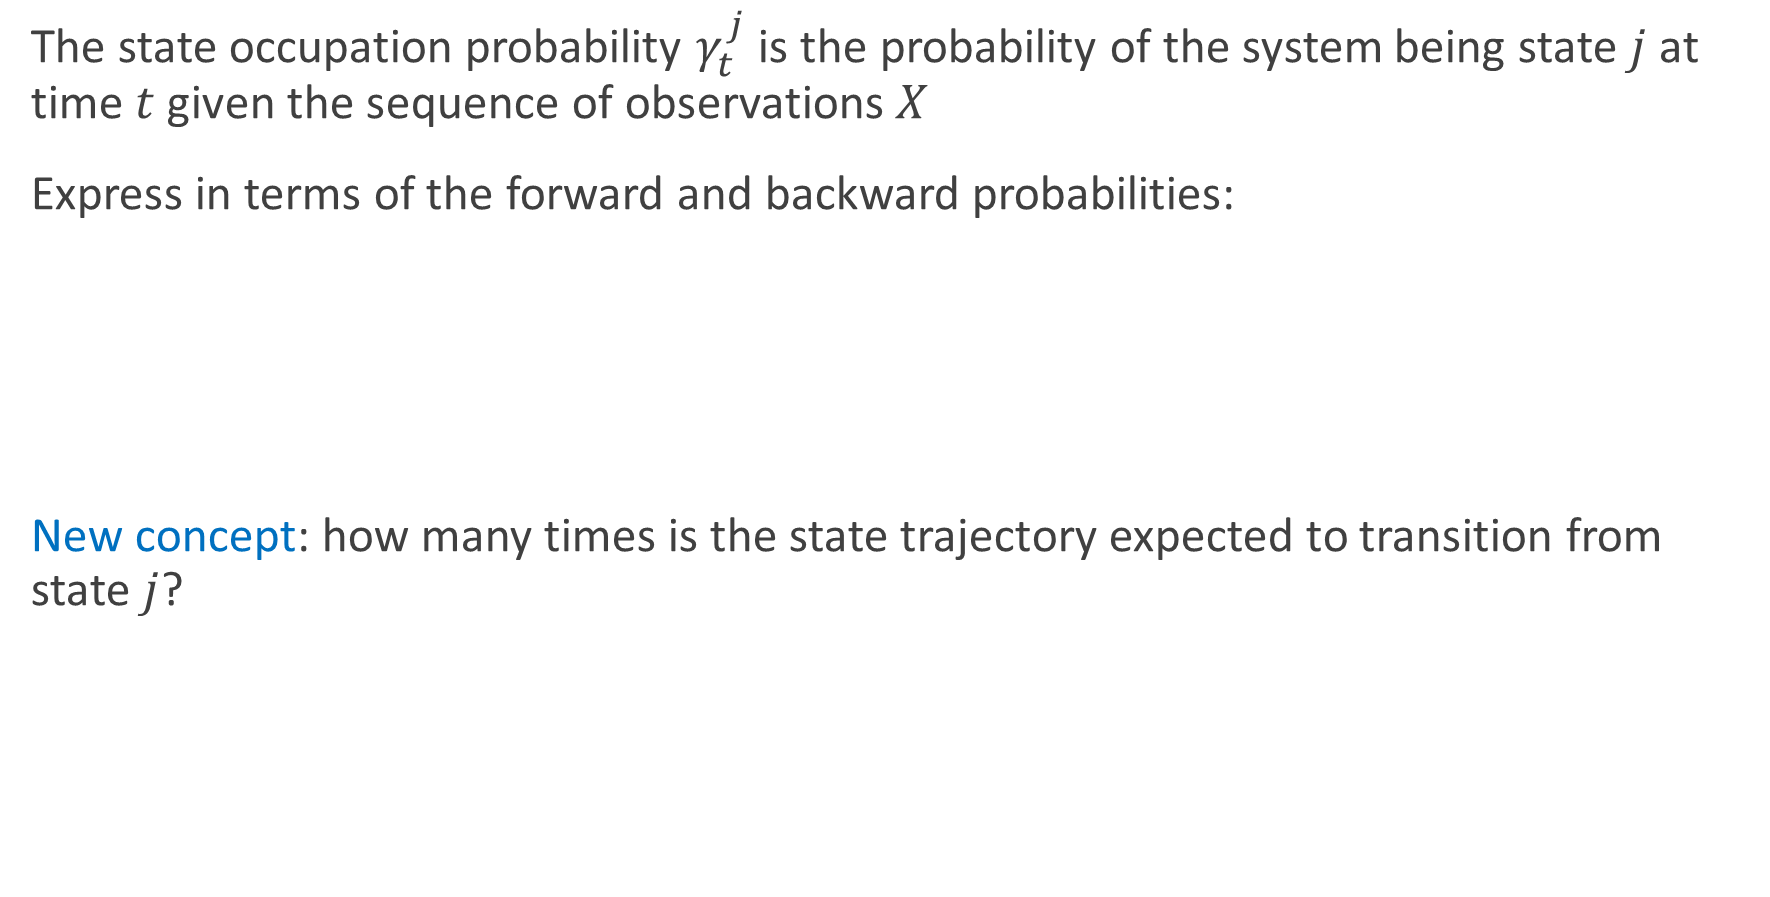 The state occupation probability γ_t^j is the probability of the system being state j at
time t given the sequence of observations X
Express in terms of the forward and backward probabilities:
New concept: how many times is the state trajectory expected to transition from
state j?